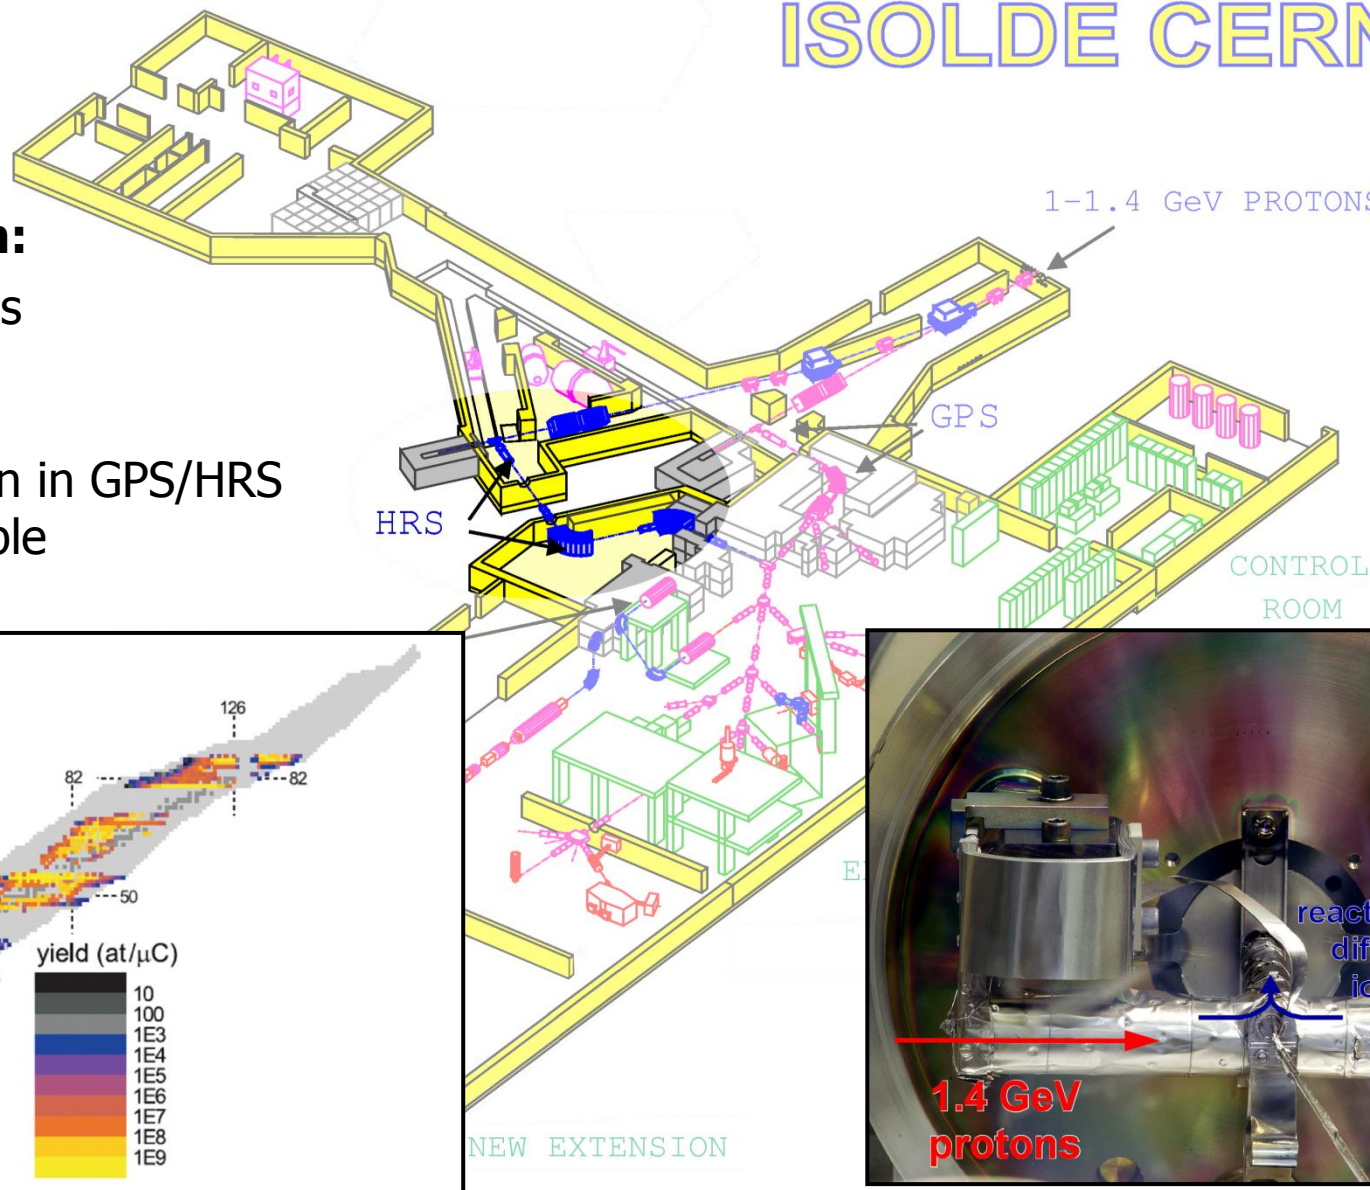 ISOLDE CERN
1-1.4 GeV PROTONS
:
s
GPS
in GPS/HRS
HRS
CONTROL
ROOM
126
82
82
50
yield (at/μC)
10
100
1E3
1E4
1E5
1E6
1E7
1E8
1E9
NEW EXTENSION
1.4 GeV
protons